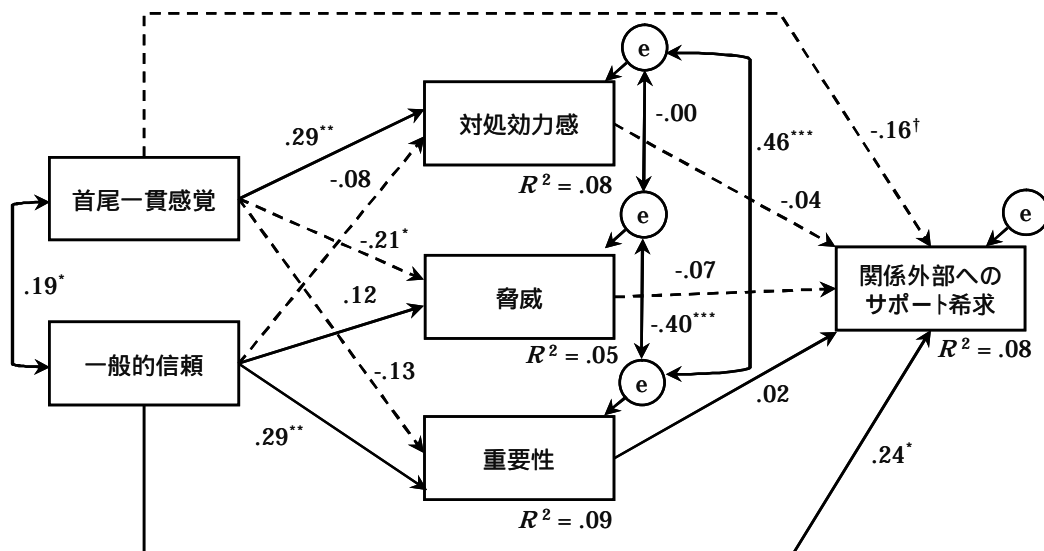 e
対処効力感
-.00
.29**
-.16†
.46***
-.08
R² = .08
首尾一貫感覚
-.04
e
e
-.21*
関係外部への
サポート希求
-.07
.19*
脅威
.12
-.40***
R² = .05
R² = .08
一般的信頼
-.13
e
.02
.29**
重要性
.24*
R² = .09